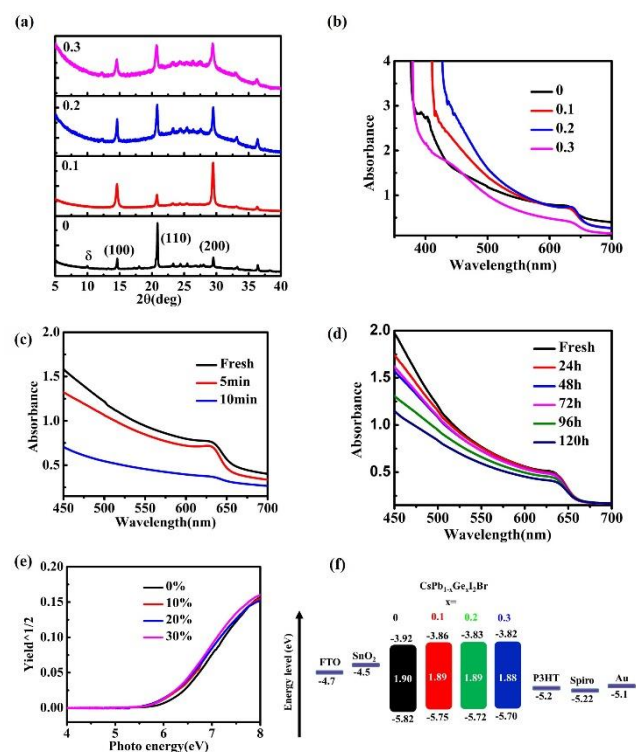 (a)
0.3
0.2
0.1
0
δ
(100)
(110)
(200)
5 10 15 20 25 30 35 40
2θ(deg)
(b)
4
3
2
1
0
0.1
0.2
0.3
Absorbance
400 500 600 700
Wavelength(nm)
(c)
2.0
1.5
1.0
0.5
Fresh
5min
10min
Absorbance
450 500 550 600 650 700
Wavelength(nm)
(d)
2.0
1.5
1.0
0.5
Fresh
24h
48h
72h
96h
120h
Absorbance
450 500 550 600 650 700
Wavelength(nm)
(e)
0.20
0.15
0.10
0.05
0.00
0%
10%
20%
30%
Yield^1/2
4 5 6 7 8
Photo energy(eV)
(f)
CsPb1-xGexI2Br
x=
0 0.1 0.2 0.3
Energy level (eV)
-3.92 -3.86 -3.83 -3.82
FTO
-4.7
SnO2
-4.5
1.90 1.89 1.89 1.88
P3HT
-5.2
Spiro
-5.22
Au
-5.1
-5.82 -5.75 -5.72 -5.70